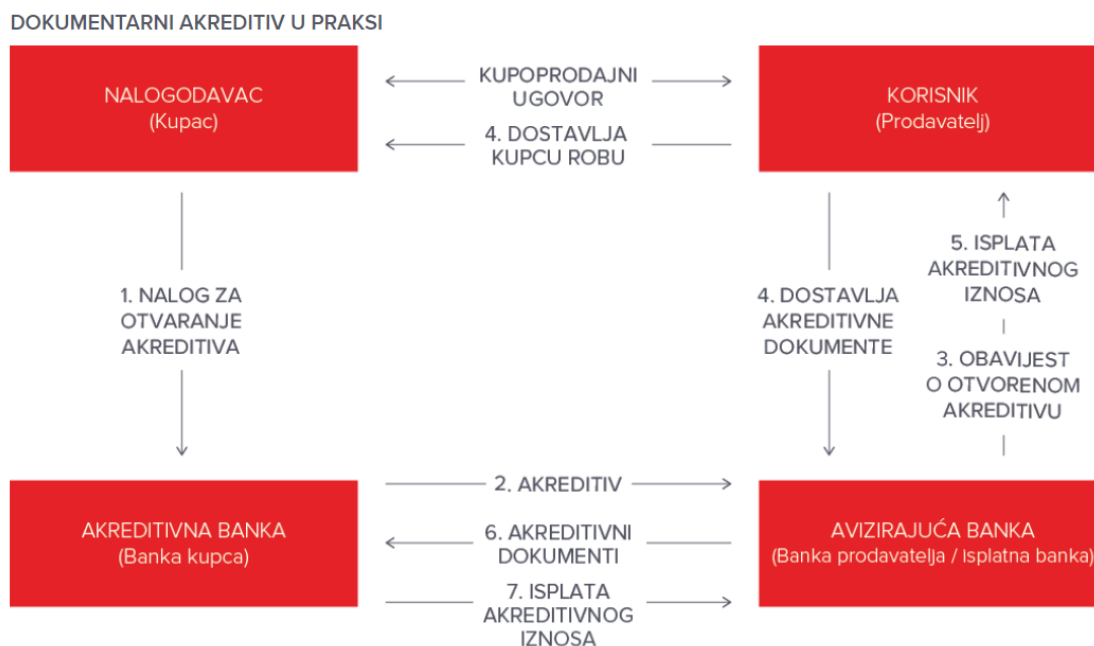 DOKUMENTARNI AKREDITIV U PRAKSI
NALOGODAVAC
(Kupac)
KUPOPRODAJNI
UGOVOR
4. DOSTAVLJA
KUPCU ROBU
KORISNIK
(Prodavatelj)
1. NALOG ZA
OTVARANJE
AKREDITIVA
4. DOSTAVLJA
AKREDITIVNE
DOKUMENTE
5. ISPLATA
AKREDITIVNOG
IZNOSA
3. OBAVIJEST
O OTVORENOM
AKREDITIVU
AKREDITIVNA BANKA
(Banka kupca)
2. AKREDITIV
6. AKREDITIVNI
DOKUMENTI
7. ISPLATA
AKREDITIVNOG
IZNOSA
AVIZIRAJUĆA BANKA
(Banka prodavatelja / isplatna banka)